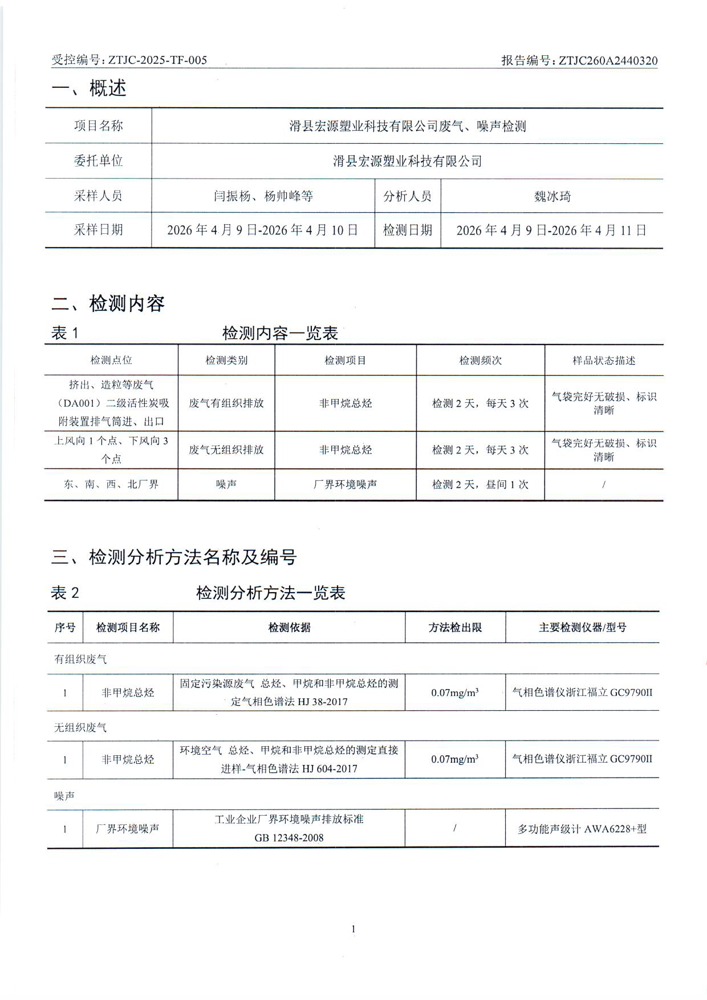 受控编号：ZTJC-2025-TF-005 报告编号：ZTJC260A2440320
一、概述
项目名称 滑县宏源塑业科技有限公司废气、噪声检测
委托单位 滑县宏源塑业科技有限公司
采样人员 闫振杨、杨帅峰等 分析人员 魏冰琦
采样日期 2026 年 4 月 9 日-2026 年 4 月 10 日 检测日期 2026 年 4 月 9 日-2026 年 4 月 11 日
二、检测内容
表 1 检测内容一览表
检测点位 检测类别 检测项目 检测频次 样品状态描述
挤出、造粒等废气
（DA001）二级活性炭吸
附装置排气筒进、出口
废气有组织排放 非甲烷总烃 检测 2 天，每天 3 次
气袋完好无破损、标识
清晰
上风向 1 个点、下风向 3
个点
废气无组织排放 非甲烷总烃 检测 2 天，每天 3 次
气袋完好无破损、标识
清晰
东、南、西、北厂界 噪声 厂界环境噪声 检测 2 天，昼间 1 次 /
三、检测分析方法名称及编号
表 2 检测分析方法一览表
序号 检测项目名称 检测依据 方法检出限 主要检测仪器/型号
有组织废气
1 非甲烷总烃
固定污染源废气 总烃、甲烷和非甲烷总烃的测
定气相色谱法 HJ 38-2017
0.07mg/m³ 气相色谱仪浙江福立 GC9790II
无组织废气
1 非甲烷总烃
环境空气 总烃、甲烷和非甲烷总烃的测定直接
进样-气相色谱法 HJ 604-2017
0.07mg/m³ 气相色谱仪浙江福立 GC9790II
噪声
1 厂界环境噪声
工业企业厂界环境噪声排放标准
GB 12348-2008
/ 多功能声级计 AWA6228+型
1